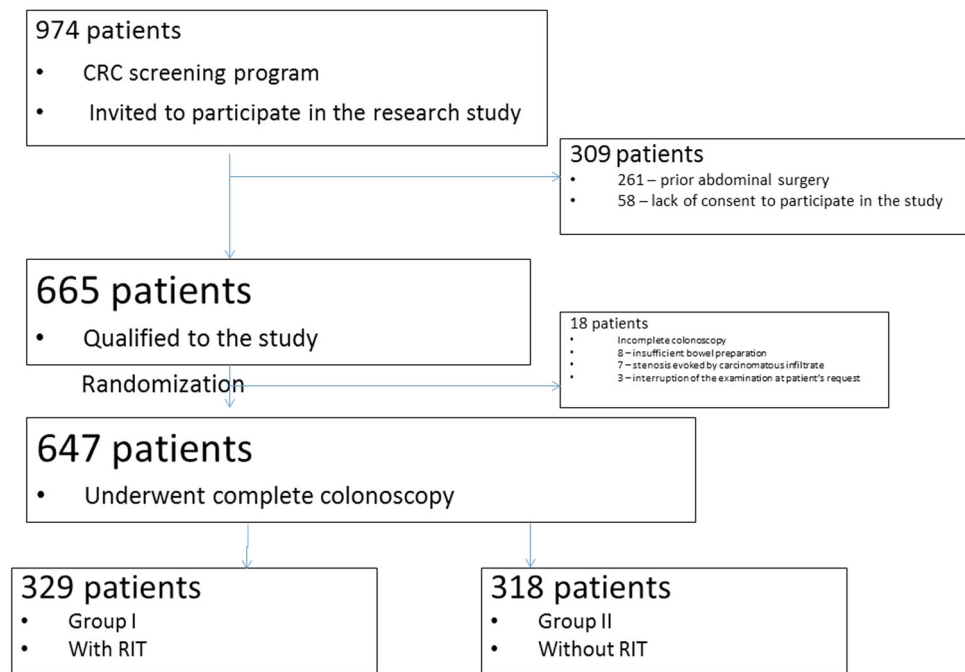 974 patients
• CRC screening program
• Invited to participate in the research study
309 patients
• 261 – prior abdominal surgery
• 58 – lack of consent to participate in the study
665 patients
• Qualified to the study
18 patients
• Incomplete colonoscopy
• 8 – insufficient bowel preparation
• 7 – stenosis evoked by carcinomatous infiltrate
• 3 – interruption of the examination at patient's request
Randomization
647 patients
• Underwent complete colonoscopy
329 patients
• Group I
• With RIT
318 patients
• Group II
• Without RIT